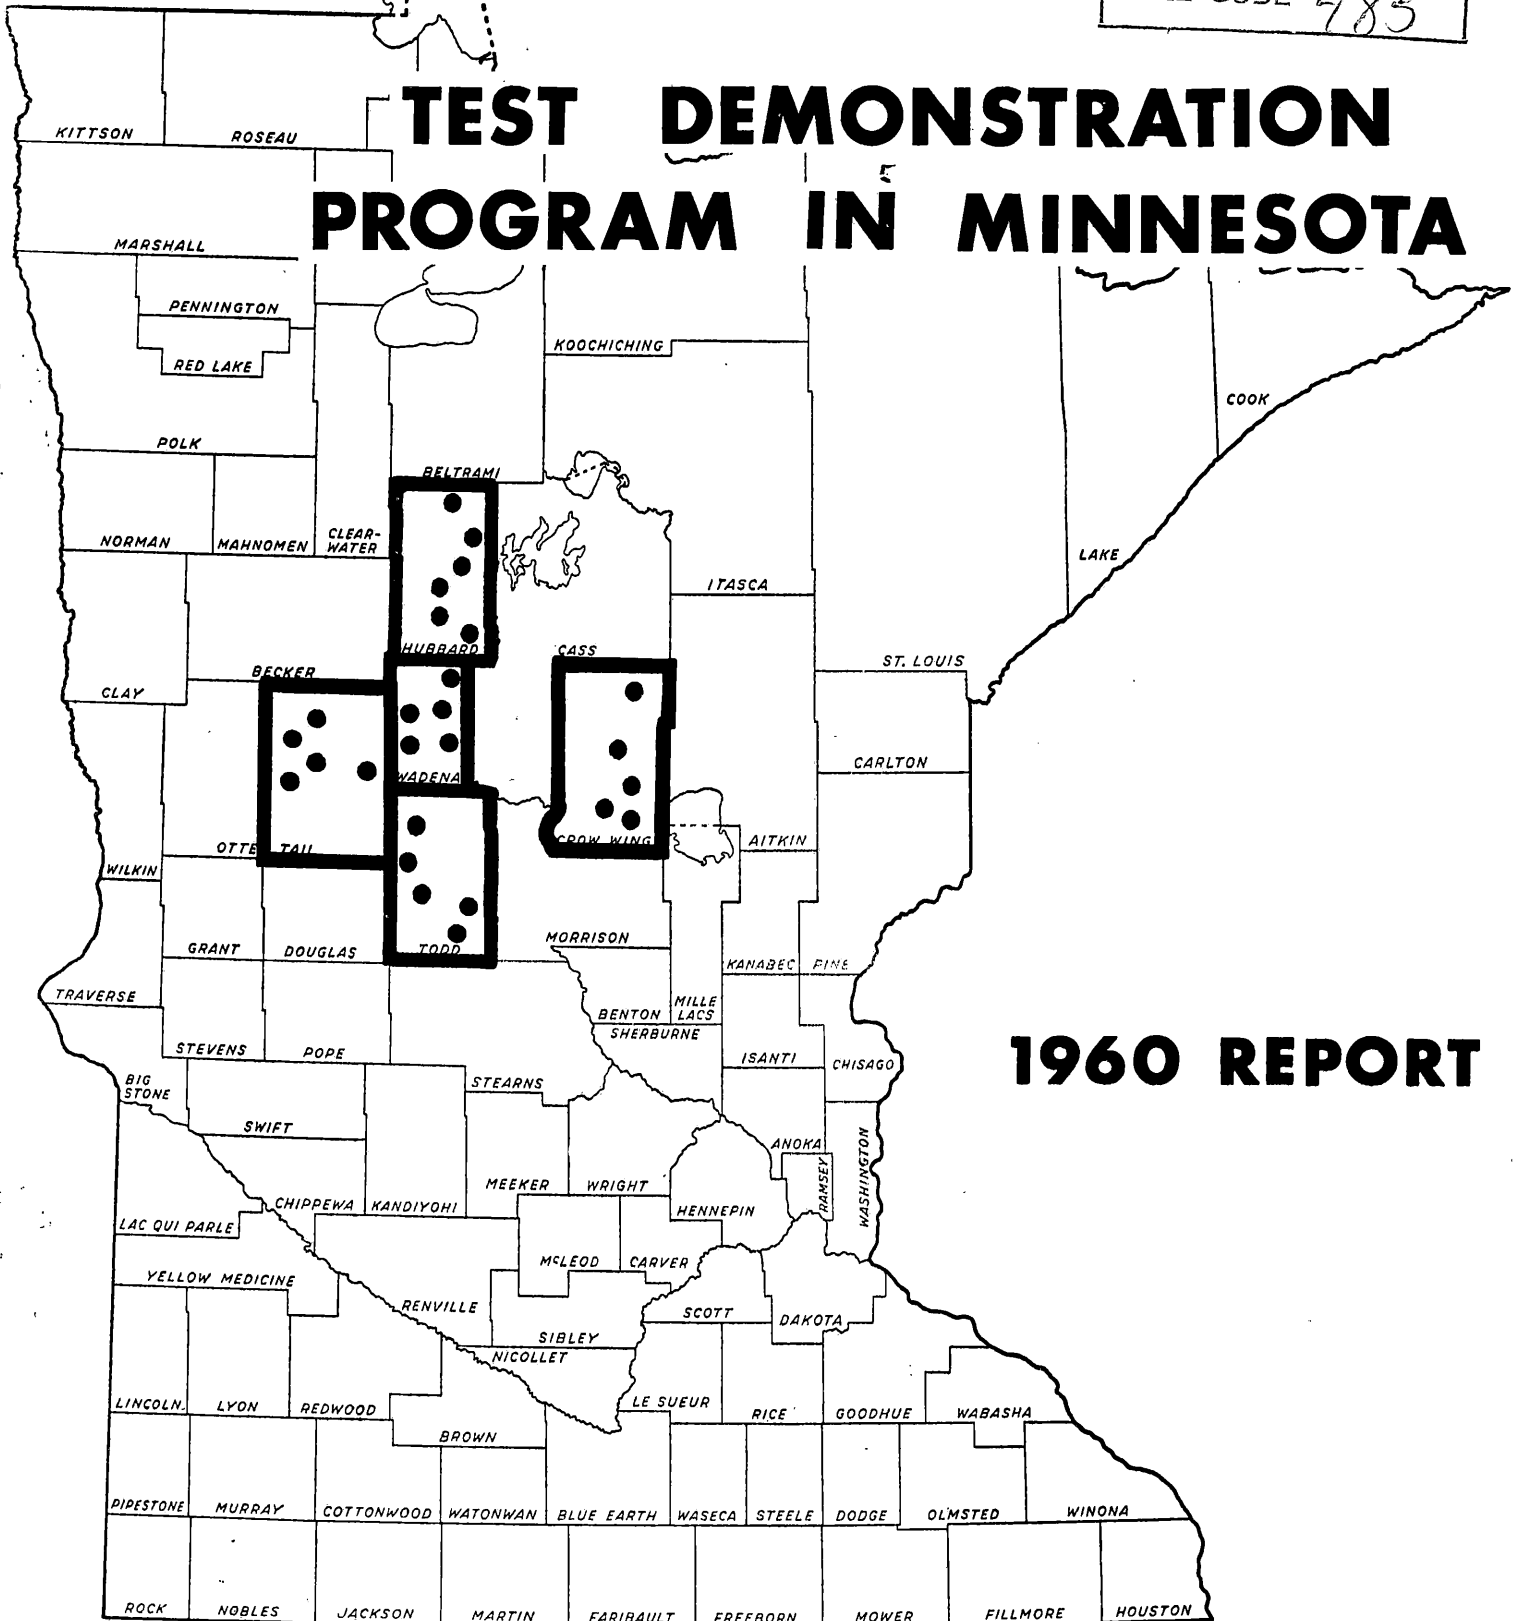 785
TEST DEMONSTRATION
PROGRAM IN MINNESOTA
KITTSON
ROSEAU
MARSHALL
PENNINGTON
RED LAKE
KOOCHICHING
COOK
POLK
BELTRAMI
NORMAN
MAHNOMEN
CLEAR-
WATER
LAKE
ITASCA
HUBBARD
CASS
ST. LOUIS
BECKER
CLAY
CARLTON
WADENA
CROW WING
AITKIN
OTTER TAIL
WILKIN
MORRISON
GRANT
DOUGLAS
TODD
KANABEC
PINE
TRAVERSE
MILLE
LACS
BENTON
SHERBURNE
1960 REPORT
STEVENS
POPE
ISANTI
CHISAGO
BIG
STONE
STEARNS
SWIFT
ANOKA
RAMSEY
WASHINGTON
MEEKER
WRIGHT
CHIPPEWA
KANDIYOHI
HENNEPIN
LAC QUI PARLE
McLEOD
CARVER
YELLOW MEDICINE
RENVILLE
SCOTT
DAKOTA
SIBLEY
NICOLLET
LINCOLN
LYON
REDWOOD
LE SUEUR
RICE
GOODHUE
WABASHA
BROWN
PIPESTONE
MURRAY
COTTONWOOD
WATONWAN
BLUE EARTH
WASECA
STEELE
DODGE
OLMSTED
WINONA
ROCK
NOBLES
JACKSON
MARTIN
FARIBAULT
FREEBORN
MOWER
FILLMORE
HOUSTON